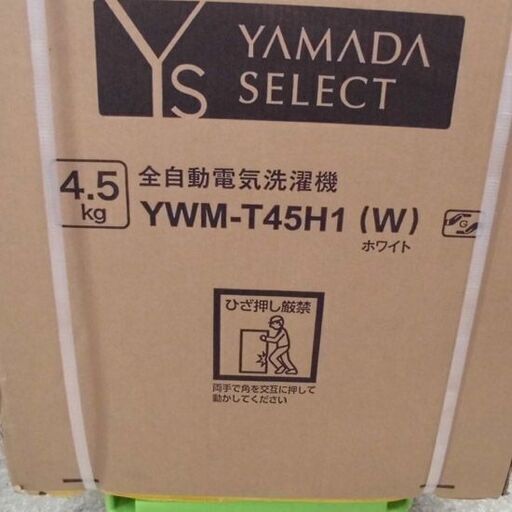 YS
YAMADA
SELECT
4.5
kg
全自動電気洗濯機
YWM-T45H1 (W)
ホワイト
G
ひざ押し厳禁
両手で角を交互に押して
動かしてください